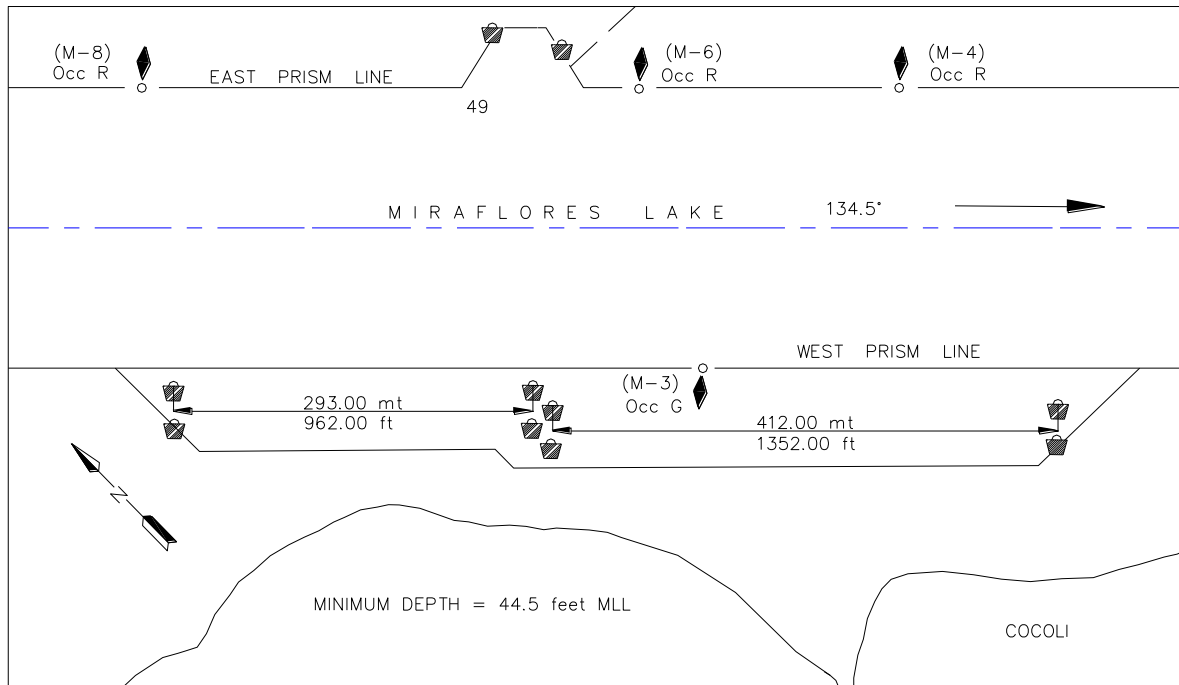 (M-8)
Occ R
EAST PRISM LINE
49
(M-6)
Occ R
(M-4)
Occ R
MIRAFLORES LAKE
134.5°
WEST PRISM LINE
(M-3)
Occ G
293.00 mt
962.00 ft
412.00 mt
1352.00 ft
N
MINIMUM DEPTH = 44.5 feet MLL
COCOLI